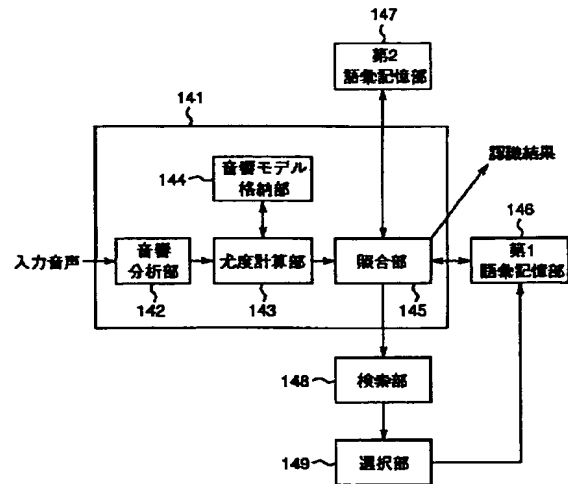 147
第2
語彙記憶部
141
認識結果
144
音響モデル
格納部
146
入力音声
音響
分析部
尤度計算部
照合部
第1
語彙記憶部
142
143
145
148
検索部
149
選択部